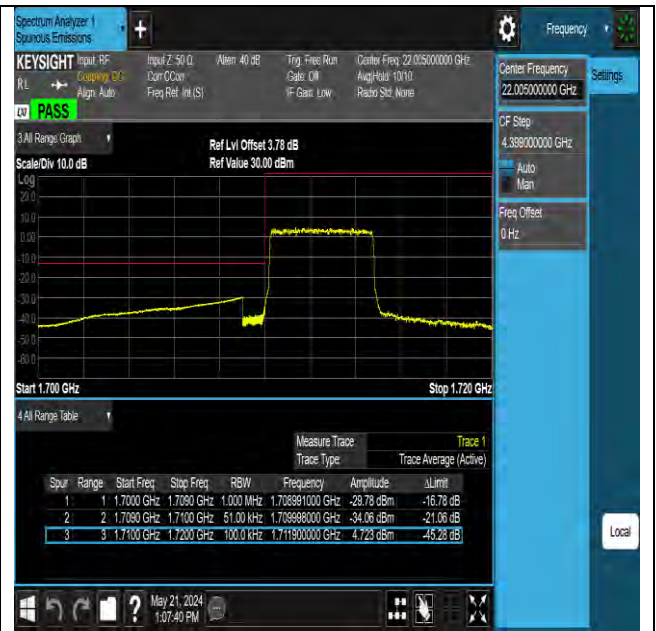 Spectrum Analyzer 1
Spurious Emissions
Frequency
KEYSIGHT Input: RF Input Z: 50 Ω Atten: 40 dB Trig: Free Run Center Freq: 22.005000000 GHz
RL Coupling: DC Corr CCorr Gate: Off Avg|Hold: 10/10
Align: Auto Freq Ref: Int (S) IF Gain: Low Radio Std: None
PASS
Center Frequency
22.005000000 GHz
Settings
CF Step
4.399000000 GHz
Auto
Man
Freq Offset
0 Hz
3 All Range Graph
Ref Lvl Offset 3.78 dB
Scale/Div 10.0 dB Ref Value 30.00 dBm
Log
20.0
10.0
0.00
-10.0
-20.0
-30.0
-40.0
-50.0
-60.0
Start 1.700 GHz Stop 1.720 GHz
4 All Range Table
Measure Trace Trace 1
Trace Type Trace Average (Active)
Spur Range Start Freq Stop Freq RBW Frequency Amplitude ΔLimit
1 1 1.7000 GHz 1.7090 GHz 1.000 MHz 1.708991000 GHz -29.78 dBm -16.78 dB
2 2 1.7090 GHz 1.7100 GHz 51.00 kHz 1.709998000 GHz -34.06 dBm -21.06 dB
3 3 1.7100 GHz 1.7200 GHz 100.0 kHz 1.711900000 GHz 4.723 dBm -45.28 dB
Local
? May 21, 2024
1:07:40 PM